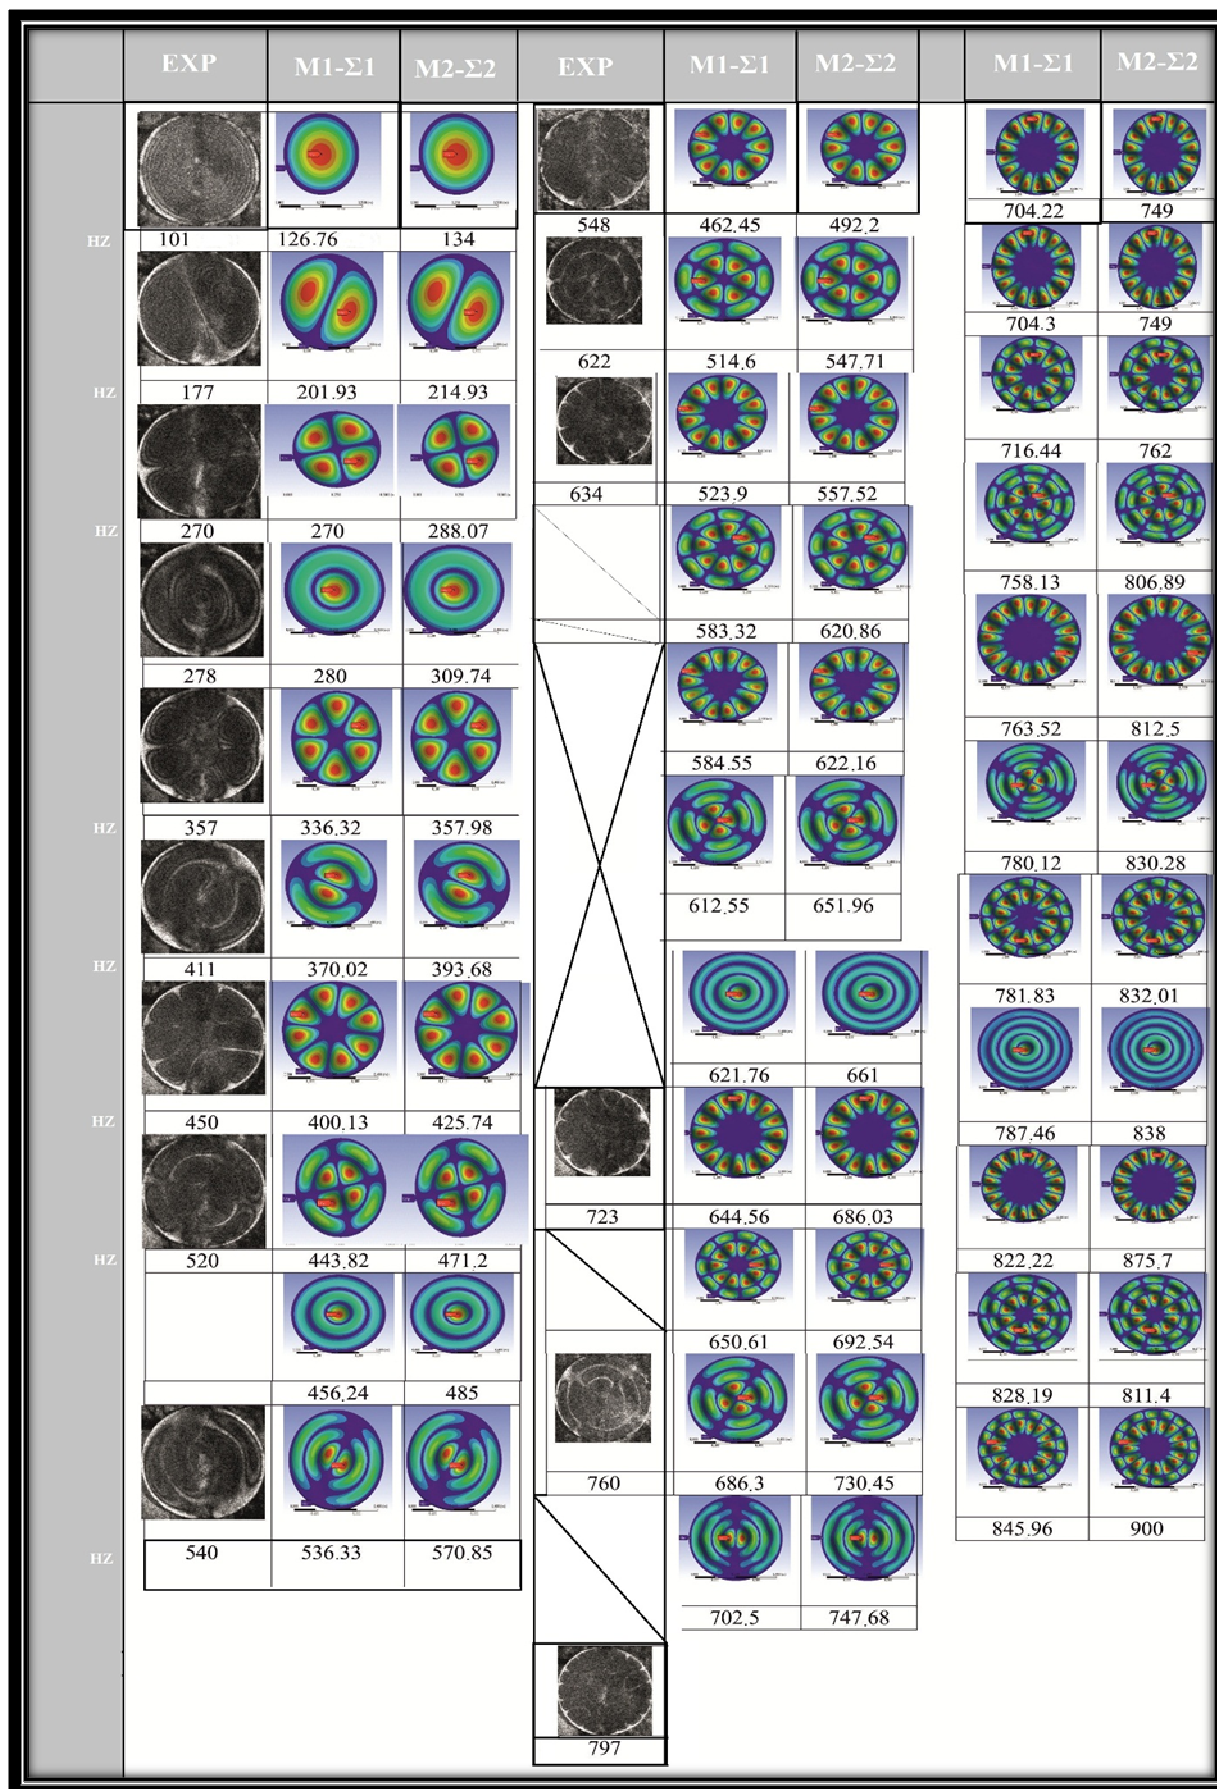 EXP M1-Σ1 M2-Σ2 EXP M1-Σ1 M2-Σ2 M1-Σ1 M2-Σ2
HZ 101 126.76 134
HZ 177 201.93 214.93
HZ 270 270 288.07
278 280 309.74
HZ 357 336.32 357.98
HZ 411 370.02 393.68
HZ 450 400.13 425.74
HZ 520 443.82 471.2
456.24 485
HZ 540 536.33 570.85
548 462.45 492.2
622 514.6 547.71
634 523.9 557.52
583.32 620.86
584.55 622.16
612.55 651.96
621.76 661
723 644.56 686.03
650.61 692.54
760 686.3 730.45
702.5 747.68
797
704.22 749
704.3 749
716.44 762
758.13 806.89
763.52 812.5
780.12 830.28
781.83 832.01
787.46 838
822.22 875.7
828.19 811.4
845.96 900